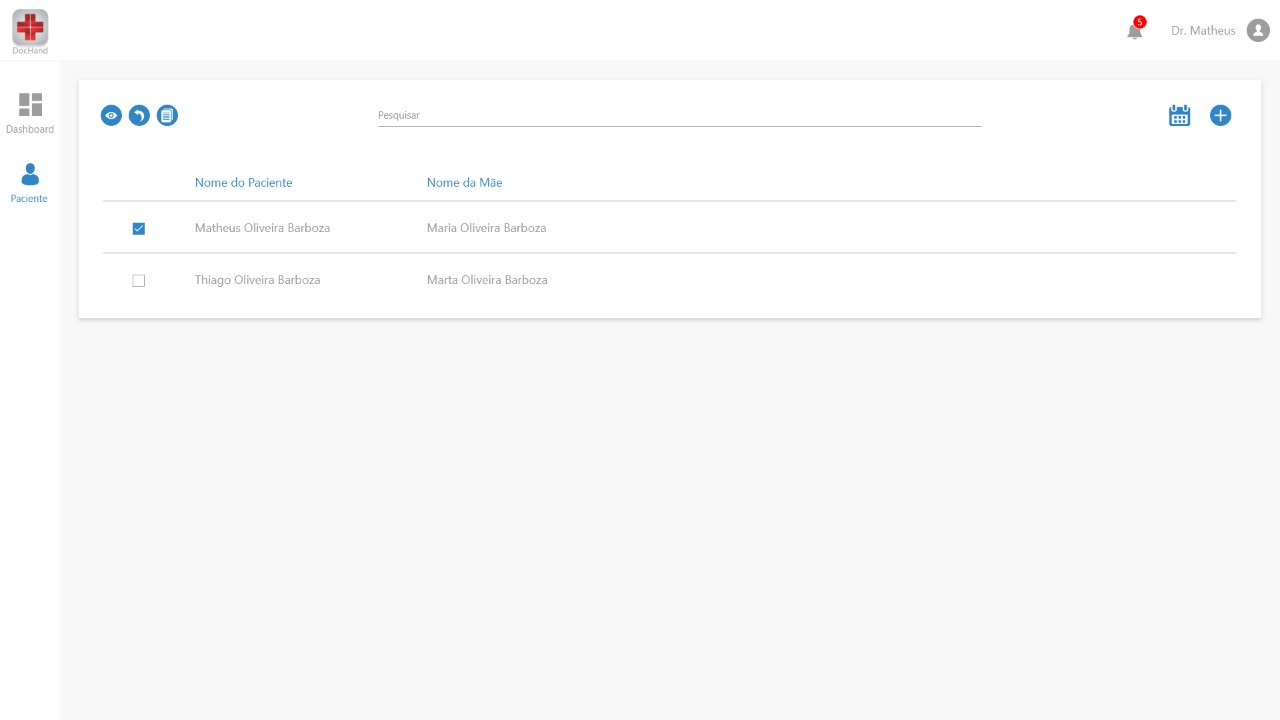 DocHand
5
Dr. Matheus
Dashboard
Paciente
Pesquisar
Nome do Paciente Nome da Mãe
Matheus Oliveira Barboza Maria Oliveira Barboza
Thiago Oliveira Barboza Marta Oliveira Barboza